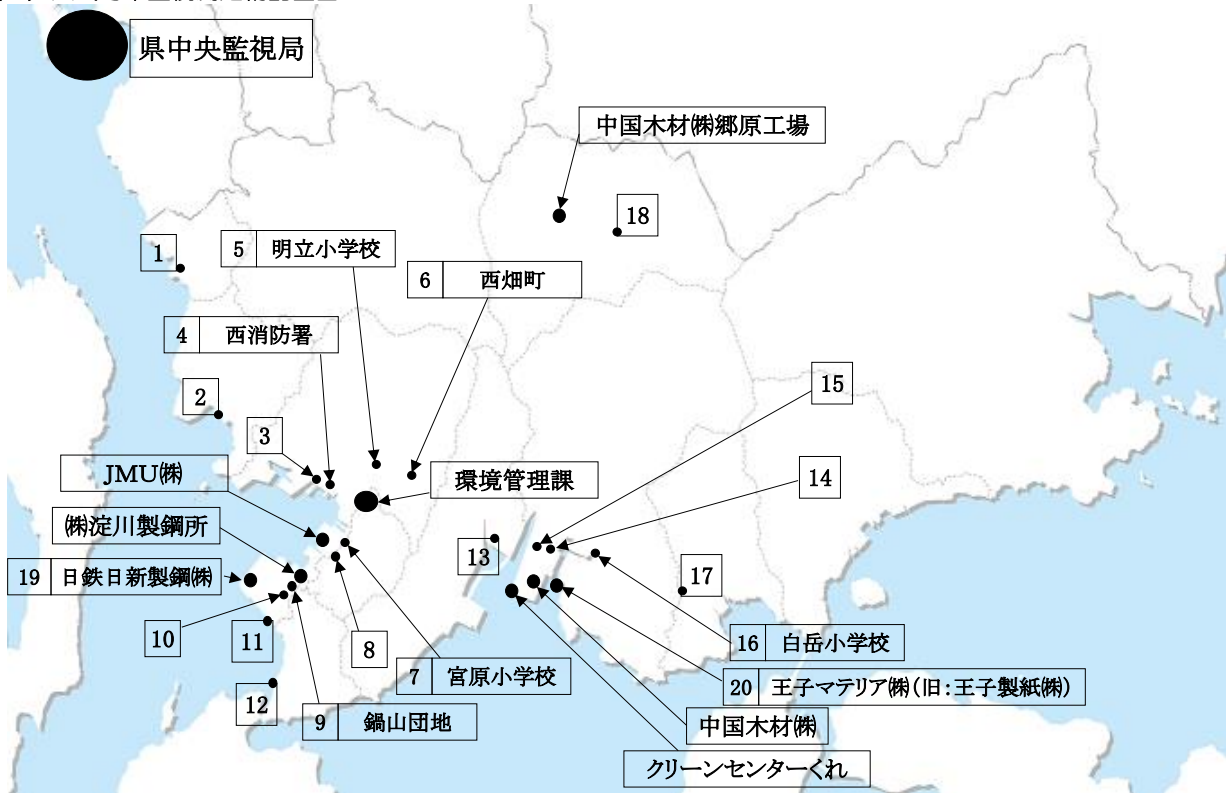 県中央監視局
中国木材㈱郷原工場
18
1
5 明立小学校
6 西畑町
4 西消防署
15
2
3
JMU㈱
環境管理課
14
㈱淀川製鋼所
13
19 日鉄日新製鋼㈱
17
10
11
8
16 白岳小学校
7 宮原小学校
20 王子マテリア㈱(旧:王子製紙㈱)
12
9 鍋山団地
中国木材㈱
クリーンセンターくれ